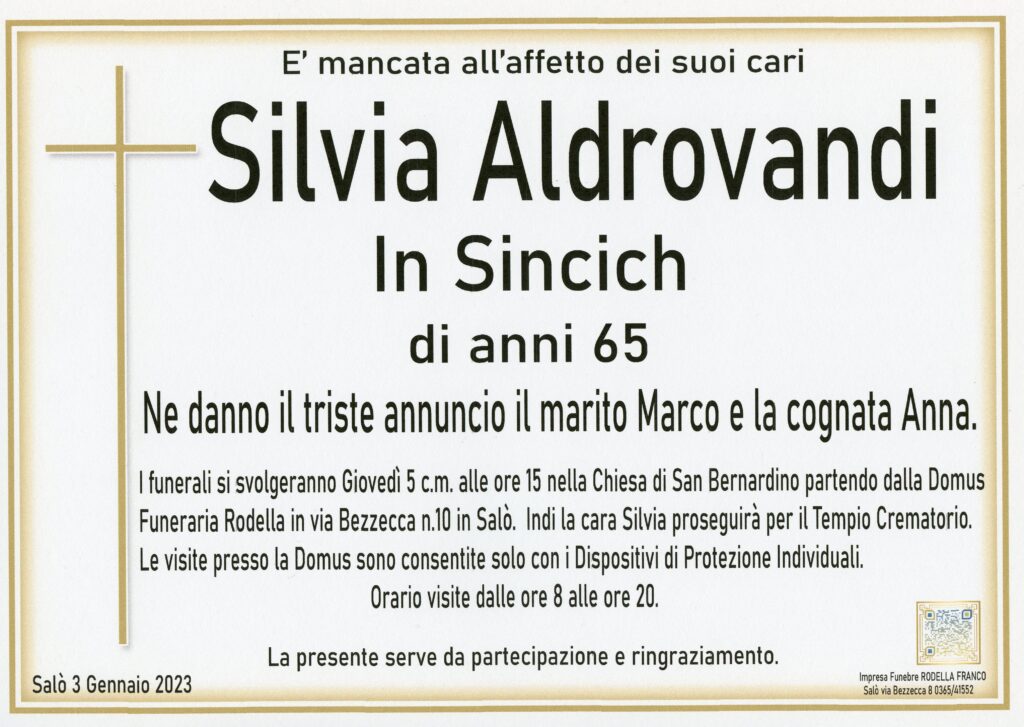 E' mancata all'affetto dei suoi cari
Silvia Aldrovandi
In Sincich
di anni 65
Ne danno il triste annuncio il marito Marco e la cognata Anna.
I funerali si svolgeranno Giovedì 5 c.m. alle ore 15 nella Chiesa di San Bernardino partendo dalla Domus
Funeraria Rodella in via Bezzecca n.10 in Salò. Indi la cara Silvia proseguirà per il Tempio Crematorio.
Le visite presso la Domus sono consentite solo con i Dispositivi di Protezione Individuali.
Orario visite dalle ore 8 alle ore 20.
La presente serve da partecipazione e ringraziamento.
Salò 3 Gennaio 2023
Impresa Funebre RODELLA FRANCO
Salò via Bezzecca 8 0365/41552